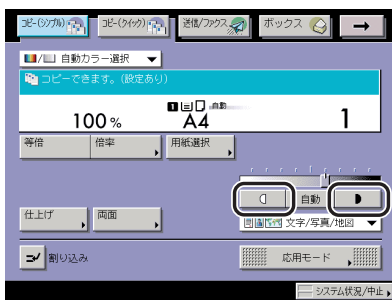 コピー(シンプル) コピー(クイック) 送信/ファクス ボックス
自動カラー選択
コピーできます。(設定あり)
1 自動
100% A4 1
等倍 倍率 用紙選択
自動
仕上げ 両面 文字/写真/地図
割り込み 応用モード
システム状況/中止